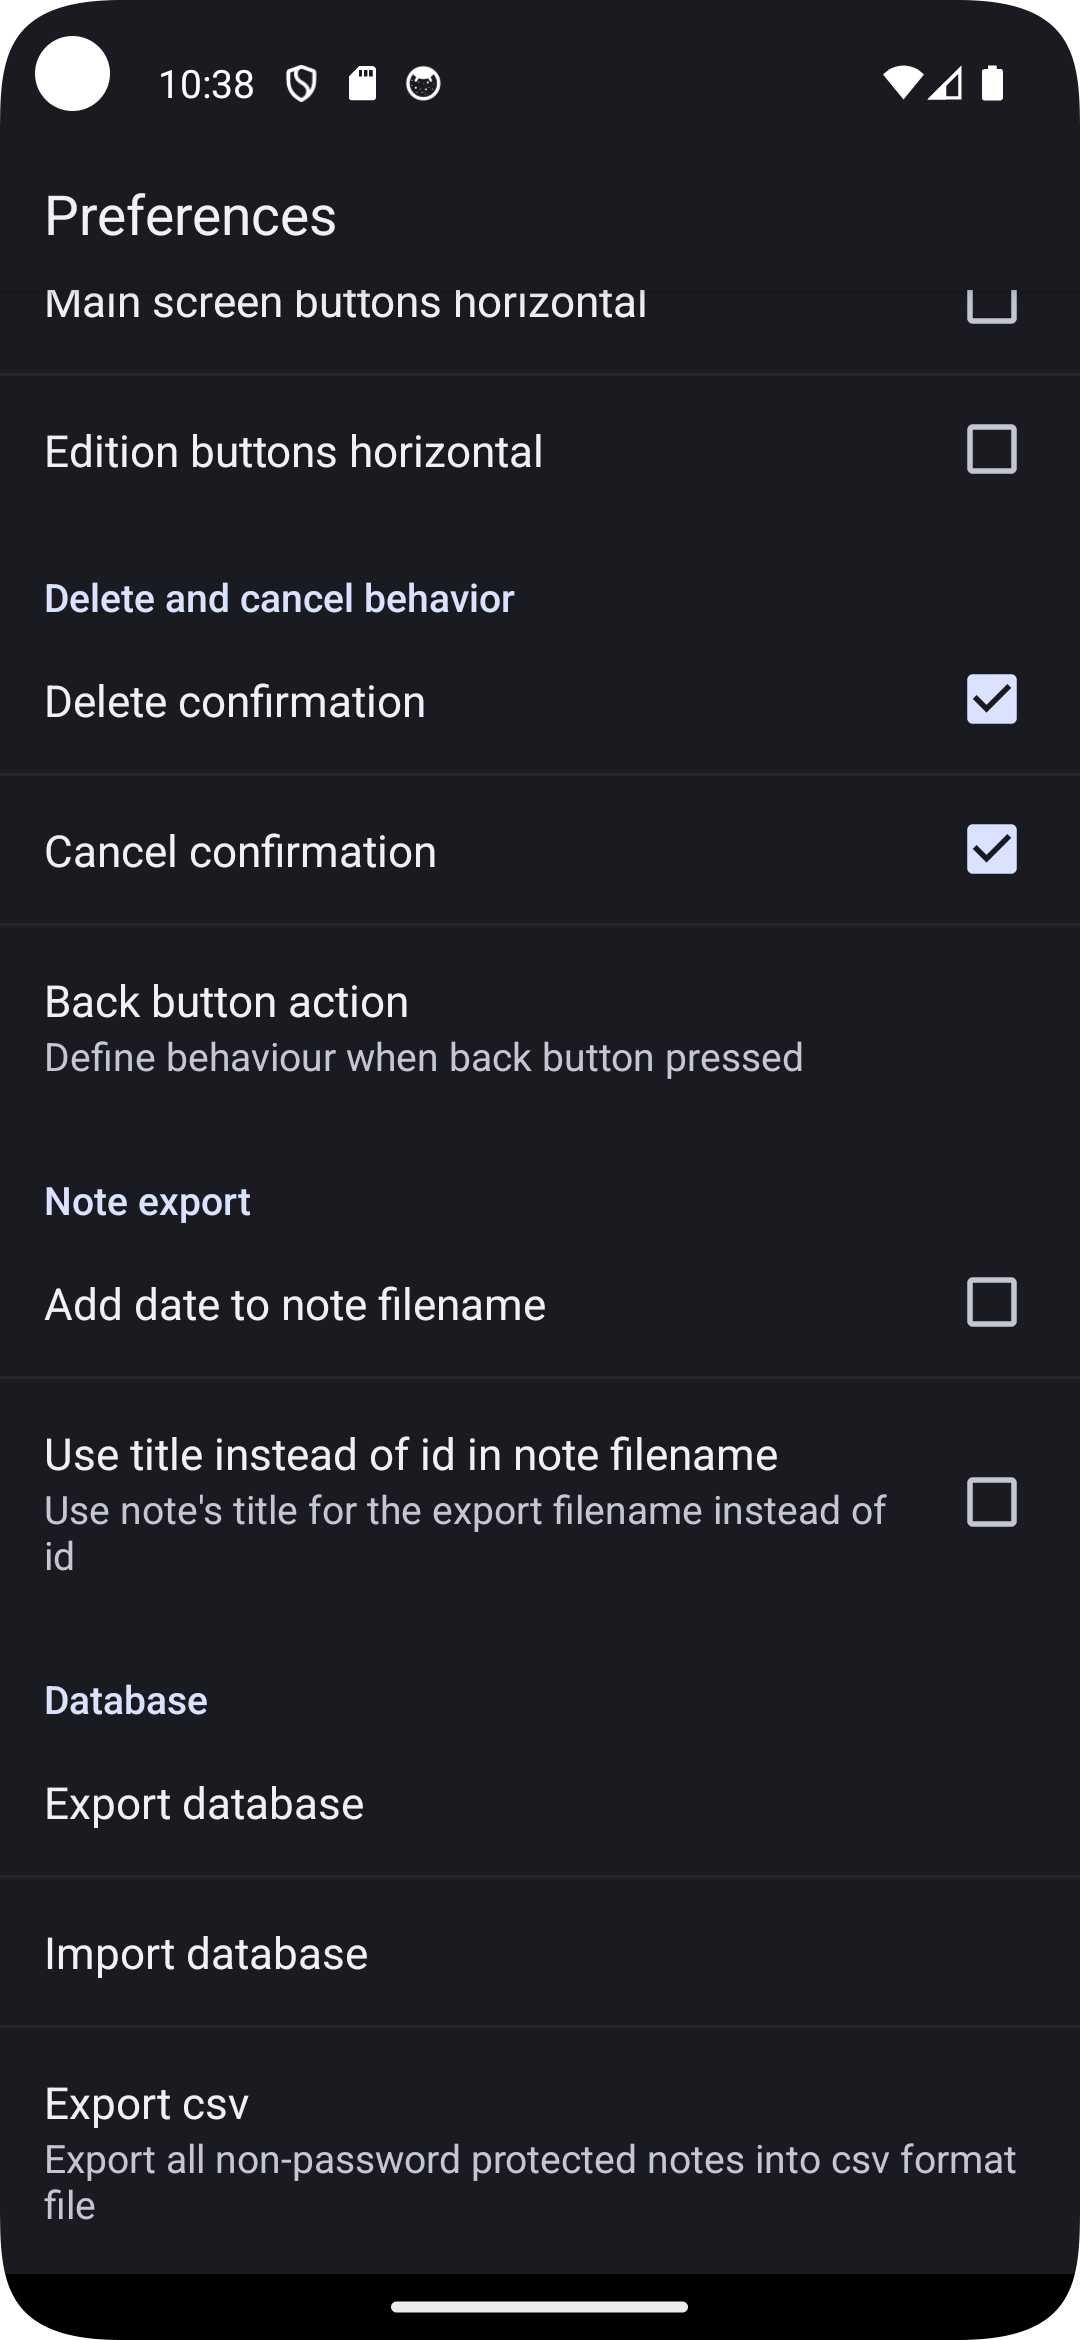 10:38
Preferences
Main screen buttons horizontal
Edition buttons horizontal
Delete and cancel behavior
Delete confirmation
Cancel confirmation
Back button action
Define behaviour when back button pressed
Note export
Add date to note filename
Use title instead of id in note filename
Use note's title for the export filename instead of
id
Database
Export database
Import database
Export csv
Export all non-password protected notes into csv format
file